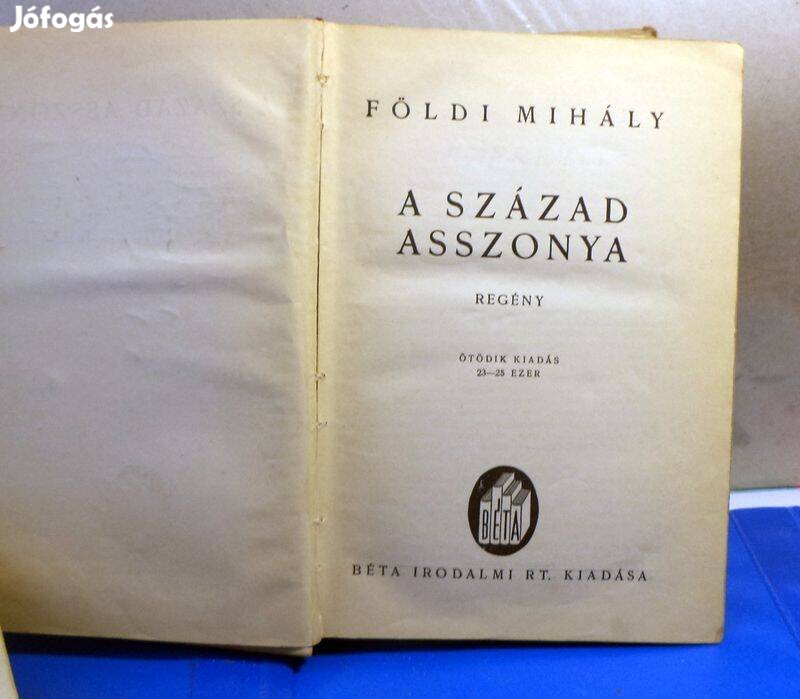 Jófogás
FÖLDI MIHÁLY
A SZÁZAD
ASSZONYA
REGÉNY
ÖTÖDIK KIADÁS
23—25 EZER
BÉTA
BÉTA IRODALMI RT. KIADÁSA